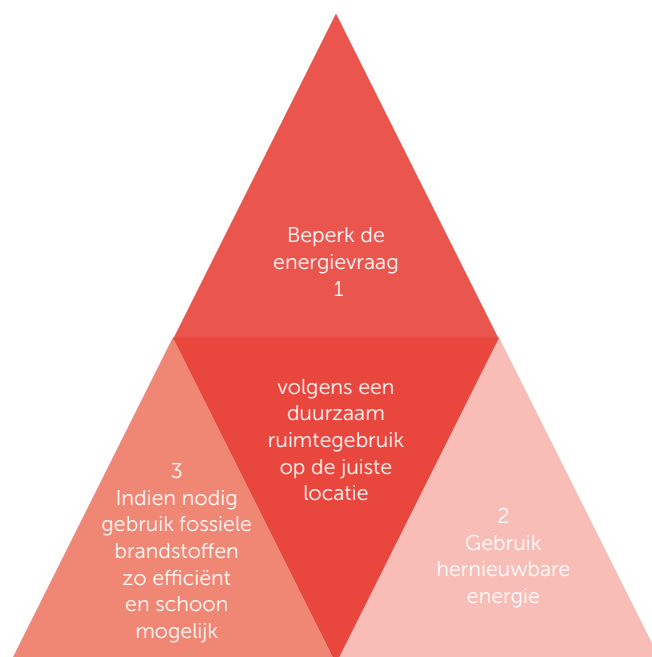 Beperk de
energievraag
1
volgens een
duurzaam
ruimtegebruik
op de juiste
locatie
3
Indien nodig
gebruik fossiele
brandstoffen
zo efficiënt
en schoon
mogelijk
2
Gebruik
hernieuwbare
energie